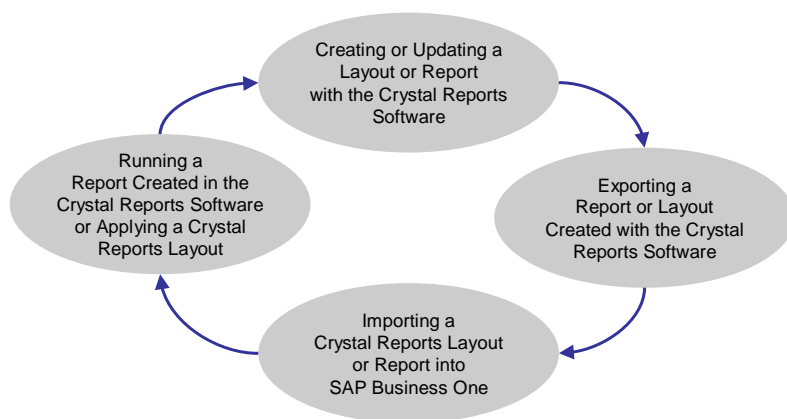 Creating or Updating a
Layout or Report
with the Crystal Reports
Software
Running a
Report Created in the
Crystal Reports Software
or Applying a Crystal
Reports Layout
Exporting a
Report or Layout
Created with the Crystal
Reports Software
Importing a
Crystal Reports Layout
or Report into
SAP Business One